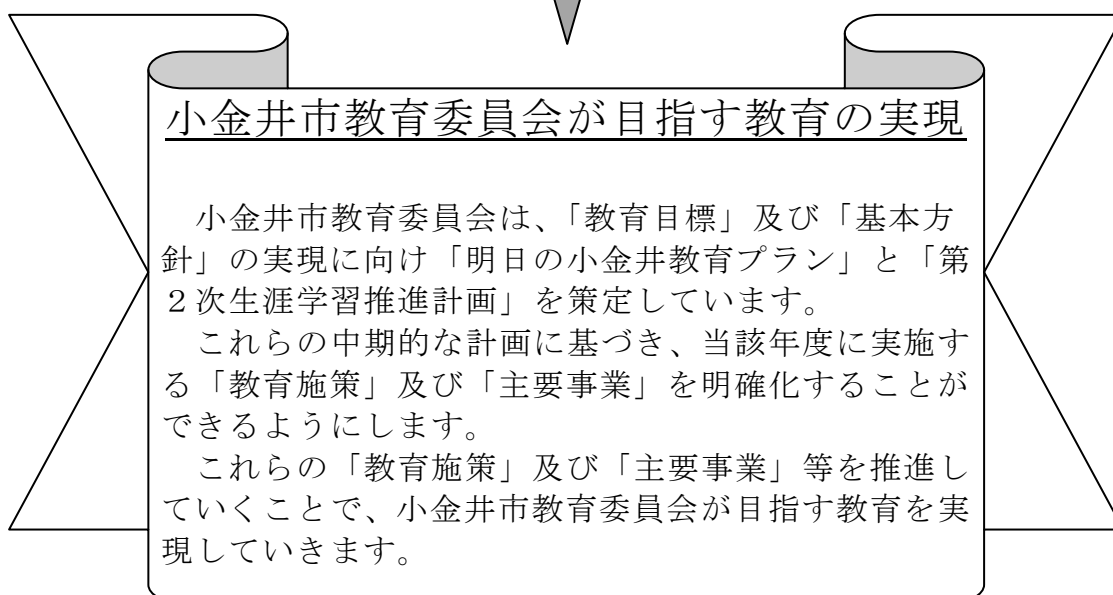 小金井市教育委員会が目指す教育の実現
　小金井市教育委員会は、「教育目標」及び「基本方
針」の実現に向け「明日の小金井教育プラン」と「第
２次生涯学習推進計画」を策定しています。
　これらの中期的な計画に基づき、当該年度に実施す
る「教育施策」及び「主要事業」を明確化することが
できるようにします。
　これらの「教育施策」及び「主要事業」等を推進し
ていくことで、小金井市教育委員会が目指す教育を実
現していきます。